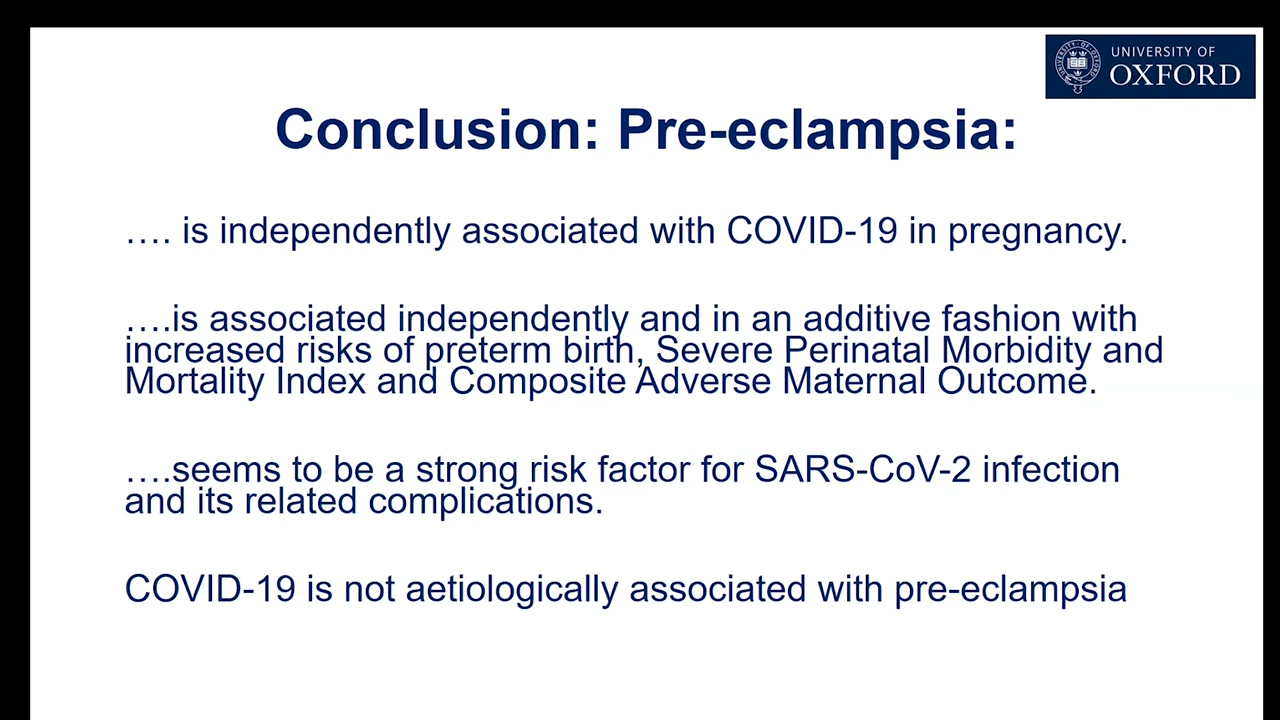 UNIVERSITY OF
OXFORD
Conclusion: Pre-eclampsia:
…. is independently associated with COVID-19 in pregnancy.
….is associated independently and in an additive fashion with
increased risks of preterm birth, Severe Perinatal Morbidity and
Mortality Index and Composite Adverse Maternal Outcome.
….seems to be a strong risk factor for SARS-CoV-2 infection
and its related complications.
COVID-19 is not aetiologically associated with pre-eclampsia